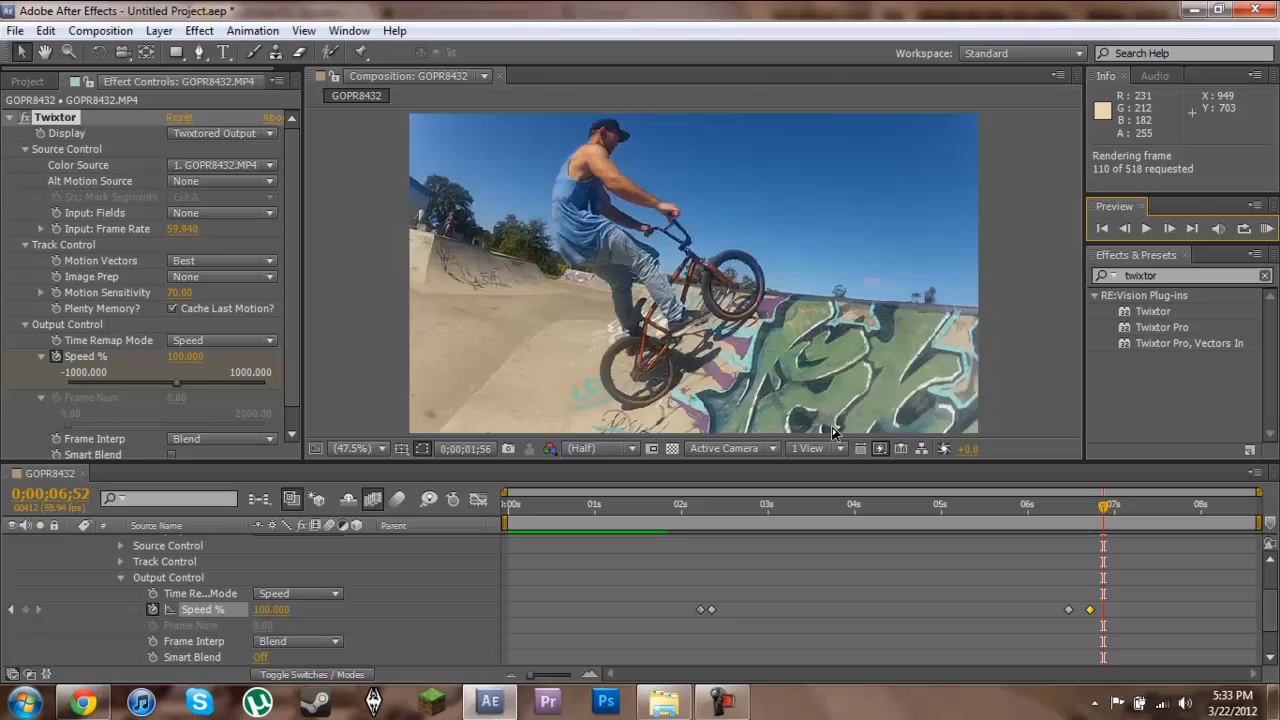 Adobe After Effects - Untitled Project.aep *
File Edit Composition Layer Effect Animation View Window Help
Workspace: Standard Search Help
Project Effect Controls: GOPR8432.MP4
GOPR8432 • GOPR8432.MP4
fx Twixtor Reset Abo
Display Twixtored Output
Source Control
Color Source 1. GOPR8432.MP4
Alt Motion Source None
Src: Mark Segments Cut A
Input: Fields None
Input: Frame Rate 59.940
Track Control
Motion Vectors Best
Image Prep None
Motion Sensitivity 70.00
Plenty Memory? Cache Last Motion?
Output Control
Time Remap Mode Speed
Speed % 100.000
-1000.000 1000.000
Frame Num. 0.00
0.00 2000.00
Frame Interp Blend
Smart Blend
Composition: GOPR8432
GOPR8432
(47.5%) 0;00;01;56 (Half) Active Camera 1 View +0.0
Info Audio
R : 231 X : 949
G : 212 Y : 703
B : 182
A : 255
Rendering frame
110 of 518 requested
Preview
Effects & Presets
twixtor
RE:Vision Plug-ins
Twixtor
Twixtor Pro
Twixtor Pro, Vectors In
GOPR8432
0;00;06;52
00412 (59.94 fps)
# Source Name Parent
:00s 01s 02s 03s 04s 05s 06s 07s 08s
Source Control
Track Control
Output Control
Time Re...Mode Speed
Speed % 100.000
Frame Num. 0.00
Frame Interp Blend
Smart Blend Off
Toggle Switches / Modes
Ae Pr Ps
5:33 PM
3/22/2012